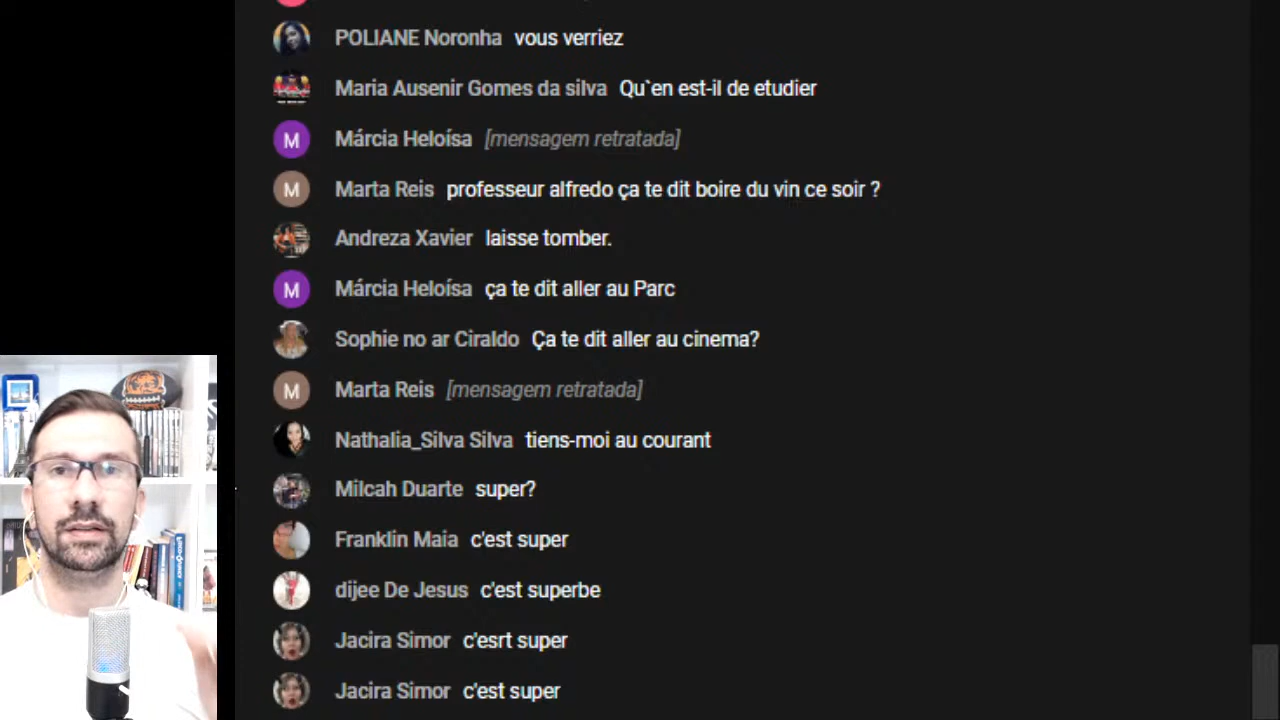 POLIANE Noronha vous verriez
Maria Ausenir Gomes da silva Qu`en est-il de etudier
M Márcia Heloísa [mensagem retratada]
M Marta Reis professeur alfredo ça te dit boire du vin ce soir ?
Andreza Xavier laisse tomber.
M Márcia Heloísa ça te dit aller au Parc
Sophie no ar Ciraldo Ça te dit aller au cinema?
M Marta Reis [mensagem retratada]
Nathalia_Silva Silva tiens-moi au courant
Milcah Duarte super?
Franklin Maia c'est super
dijee De Jesus c'est superbe
Jacira Simor c'esrt super
Jacira Simor c'est super